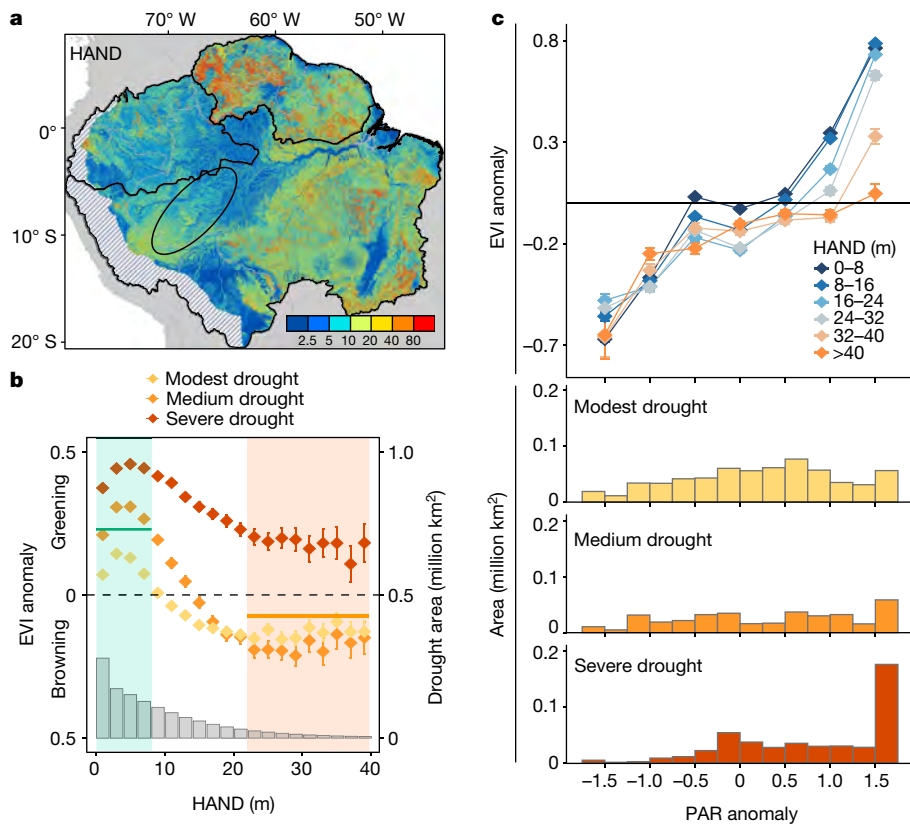 a
70° W 60° W 50° W
HAND
0°
10° S
20° S
2.5 5 10 20 40 80
b
Modest drought
Medium drought
Severe drought
0.5
0
0.5
Greening
EVI anomaly
Browning
1.0
0.5
0
Drought area (million km²)
0 10 20 30 40
HAND (m)
c
0.8
0.3
−0.2
−0.7
EVI anomaly
HAND (m)
0–8
8–16
16–24
24–32
32–40
>40
0.2
0.1
0
Modest drought
0.2
0.1
0
Medium drought
0.2
0.1
0
Severe drought
Area (million km²)
−1.5 −1.0 −0.5 0 0.5 1.0 1.5
PAR anomaly